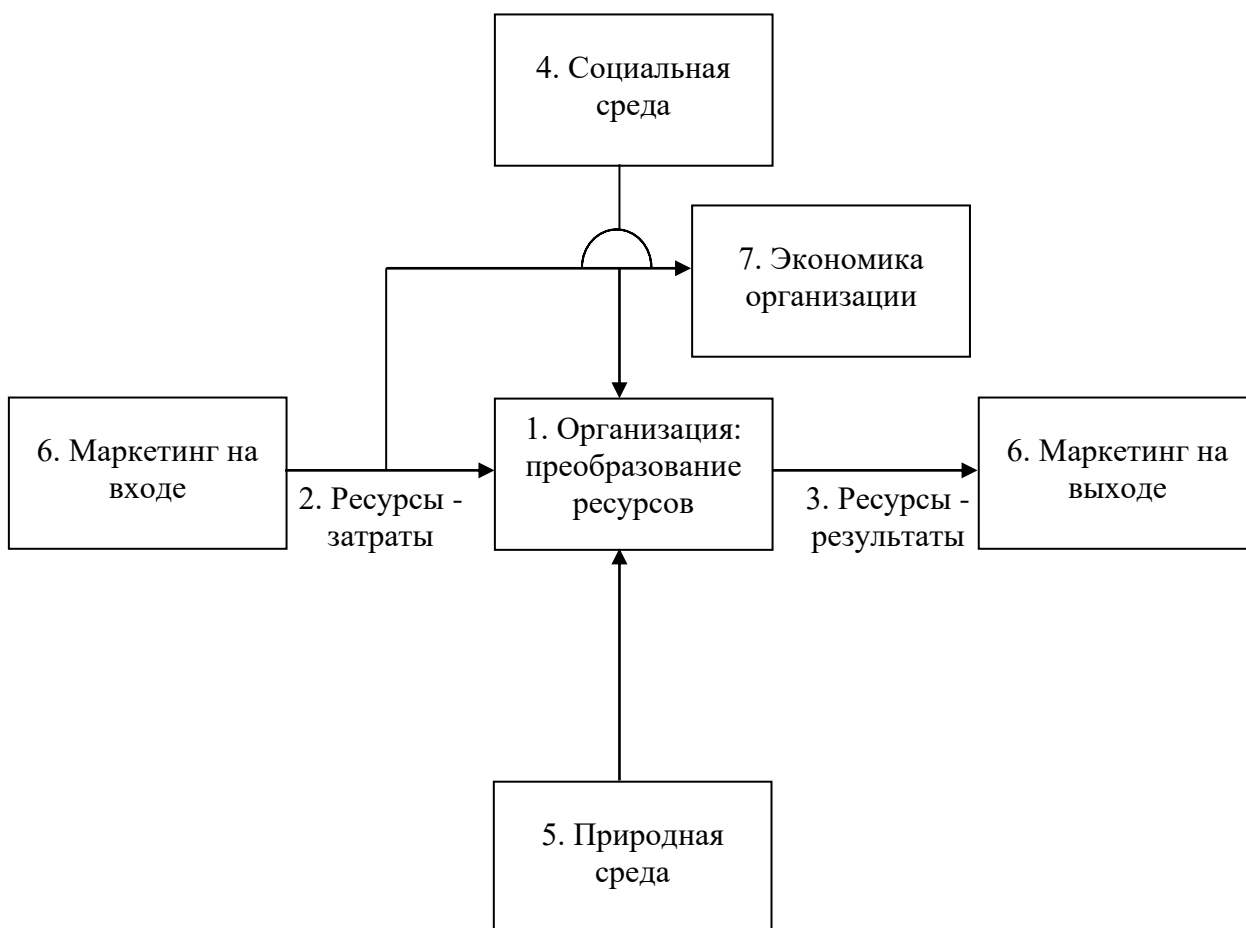 4. Социальная
среда
7. Экономика
организации
6. Маркетинг на
входе
2. Ресурсы -
затраты
1. Организация:
преобразование
ресурсов
3. Ресурсы -
результаты
6. Маркетинг на
выходе
5. Природная
среда